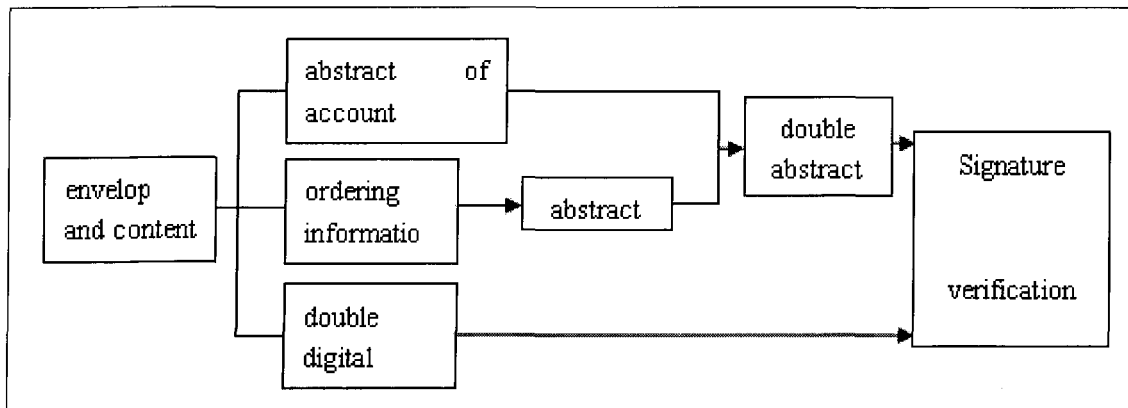 abstract of
account
envelop
and content
ordering
informatio
abstract
double
digital
double
abstract
Signature
verification